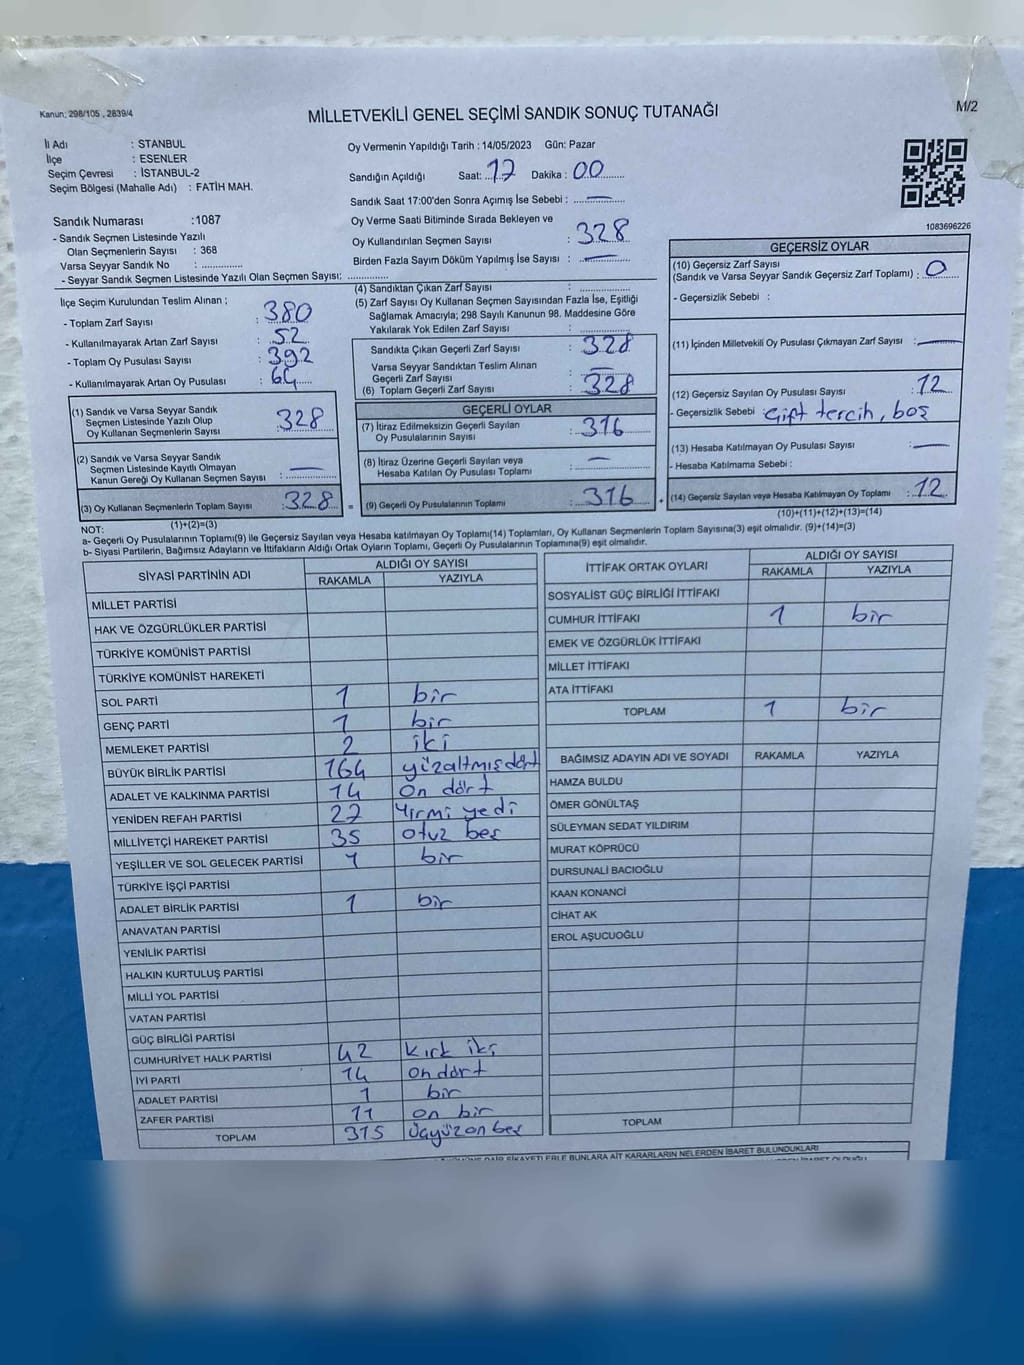 Kanun; 298/105 , 2839/4
MİLLETVEKİLİ GENEL SEÇİMİ SANDIK SONUÇ TUTANAĞI
M/2
İli Adı : STANBUL
İlçe : ESENLER
Seçim Çevresi : İSTANBUL-2
Seçim Bölgesi (Mahalle Adı) : FATİH MAH.
Sandık Numarası :1087
- Sandık Seçmen Listesinde Yazılı
Olan Seçmenlerin Sayısı : 368
Varsa Seyyar Sandık No : ..............
- Seyyar Sandık Seçmen Listesinde Yazılı Olan Seçmen Sayısı: ..............
Oy Vermenin Yapıldığı Tarih : 14/05/2023 Gün: Pazar
Sandığın Açıldığı Saat: 17 Dakika : 00
Sandık Saat 17:00'den Sonra Açımış İse Sebebi : —
Oy Verme Saati Bitiminde Sırada Bekleyen ve
Oy Kullandırılan Seçmen Sayısı : 328
Birden Fazla Sayım Döküm Yapılmış İse Sayısı : —
1083696226
İlçe Seçim Kurulundan Teslim Alınan ;
- Toplam Zarf Sayısı : 380
- Kullanılmayarak Artan Zarf Sayısı : 52
- Toplam Oy Pusulası Sayısı : 392
- Kullanılmayarak Artan Oy Pusulası : 64
(1) Sandık ve Varsa Seyyar Sandık
Seçmen Listesinde Yazılı Olup
Oy Kullanan Seçmenlerin Sayısı : 328
(2) Sandık ve Varsa Seyyar Sandık
Seçmen Listesinde Kayıtlı Olmayan
Kanun Gereği Oy Kullanan Seçmen Sayısı : —
(3) Oy Kullanan Seçmenlerin Toplam Sayısı : 328
(4) Sandıktan Çıkan Zarf Sayısı : ..............
(5) Zarf Sayısı Oy Kullanan Seçmen Sayısından Fazla İse, Eşitliği
Sağlamak Amacıyla; 298 Sayılı Kanunun 98. Maddesine Göre
Yakılarak Yok Edilen Zarf Sayısı : ..............
Sandıkta Çıkan Geçerli Zarf Sayısı : 328
Varsa Seyyar Sandıktan Teslim Alınan
Geçerli Zarf Sayısı : —
(6) Toplam Geçerli Zarf Sayısı : 328
GEÇERLİ OYLAR
(7) İtiraz Edilmeksizin Geçerli Sayılan
Oy Pusulalarının Sayısı : 316
(8) İtiraz Üzerine Geçerli Sayılan veya
Hesaba Katılan Oy Pusulası Toplamı : —
= (9) Geçerli Oy Pusulalarının Toplamı : 316
GEÇERSİZ OYLAR
(10) Geçersiz Zarf Sayısı
(Sandık ve Varsa Seyyar Sandık Geçersiz Zarf Toplamı) : 0
- Geçersizlik Sebebi :
(11) İçinden Milletvekili Oy Pusulası Çıkmayan Zarf Sayısı : —
(12) Geçersiz Sayılan Oy Pusulası Sayısı : 12
- Geçersizlik Sebebi : Çift tercih, boş
(13) Hesaba Katılmayan Oy Pusulası Sayısı : —
- Hesaba Katılmama Sebebi :
+ (14) Geçersiz Sayılan veya Hesaba Katılmayan Oy Toplamı : 12
NOT: (1)+(2)=(3)
(10)+(11)+(12)+(13)=(14)
a- Geçerli Oy Pusulalarının Toplamı(9) ile Geçersiz Sayılan veya Hesaba katılmayan Oy Toplamı(14) Toplamları, Oy Kullanan Seçmenlerin Toplam Sayısına(3) eşit olmalıdır. (9)+(14)=(3)
b- Siyasi Partilerin, Bağımsız Adayların ve İttifakların Aldığı Ortak Oyların Toplamı, Geçerli Oy Pusulalarının Toplamına(9) eşit olmalıdır.
SİYASİ PARTİNİN ADI ALDIĞI OY SAYISI
RAKAMLA YAZIYLA
MİLLET PARTİSİ
HAK VE ÖZGÜRLÜKLER PARTİSİ
TÜRKİYE KOMÜNİST PARTİSİ
TÜRKİYE KOMÜNİST HAREKETİ
SOL PARTİ 1 bir
GENÇ PARTİ 1 bir
MEMLEKET PARTİSİ 2 iki
BÜYÜK BİRLİK PARTİSİ 164 yüzaltmışdört
ADALET VE KALKINMA PARTİSİ 14 on dört
YENİDEN REFAH PARTİSİ 27 Yirmi yedi
MİLLİYETÇİ HAREKET PARTİSİ 35 otuz beş
YEŞİLLER VE SOL GELECEK PARTİSİ 1 bir
TÜRKİYE İŞÇİ PARTİSİ
ADALET BİRLİK PARTİSİ 1 bir
ANAVATAN PARTİSİ
YENİLİK PARTİSİ
HALKIN KURTULUŞ PARTİSİ
MİLLİ YOL PARTİSİ
VATAN PARTİSİ
GÜÇ BİRLİĞİ PARTİSİ
CUMHURİYET HALK PARTİSİ 42 kırk iki
İYİ PARTİ 14 on dört
ADALET PARTİSİ 1 bir
ZAFER PARTİSİ 11 on bir
TOPLAM 315 üçyüzonbeş
İTTİFAK ORTAK OYLARI ALDIĞI OY SAYISI
RAKAMLA YAZIYLA
SOSYALİST GÜÇ BİRLİĞİ İTTİFAKI
CUMHUR İTTİFAKI 1 bir
EMEK VE ÖZGÜRLÜK İTTİFAKI
MİLLET İTTİFAKI
ATA İTTİFAKI
TOPLAM 1 bir
BAĞIMSIZ ADAYIN ADI VE SOYADI RAKAMLA YAZIYLA
HAMZA BULDU
ÖMER GÖNÜLTAŞ
SÜLEYMAN SEDAT YILDIRIM
MURAT KÖPRÜCÜ
DURSUNALİ BACIOĞLU
KAAN KONANCİ
CİHAT AK
EROL AŞUCUOĞLU
TOPLAM
ŞİKAYETLERLE BUNLARA AİT KARARLARIN NELERDEN İBARET BULUNDUKLARI